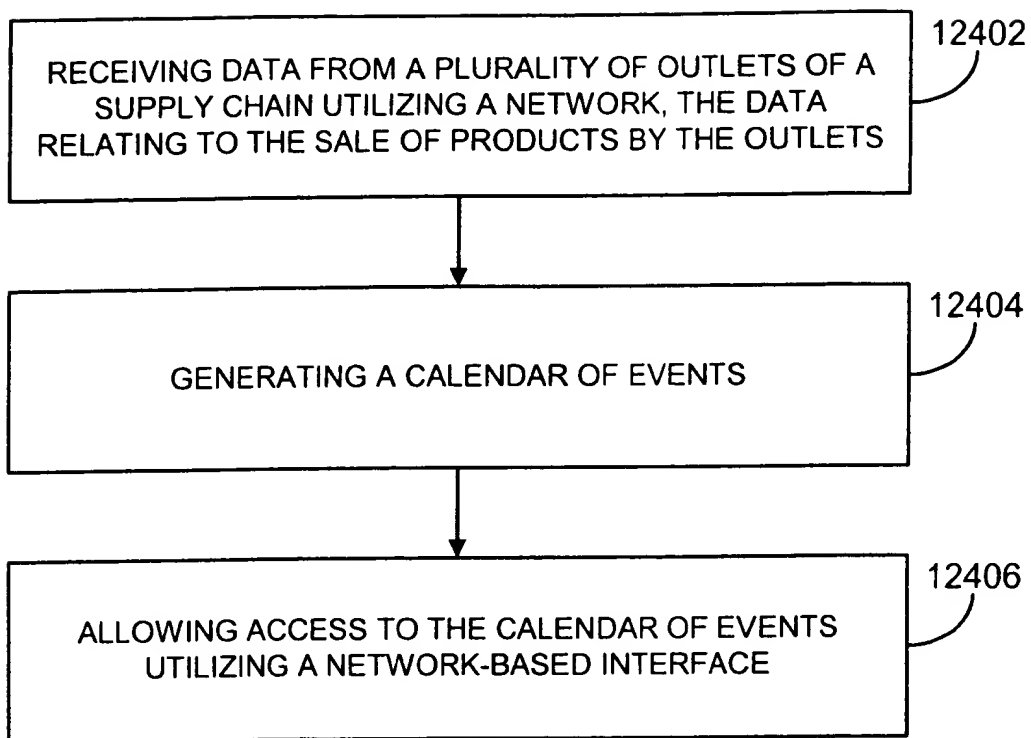 12402
RECEIVING DATA FROM A PLURALITY OF OUTLETS OF A
SUPPLY CHAIN UTILIZING A NETWORK, THE DATA
RELATING TO THE SALE OF PRODUCTS BY THE OUTLETS
12404
GENERATING A CALENDAR OF EVENTS
12406
ALLOWING ACCESS TO THE CALENDAR OF EVENTS
UTILIZING A NETWORK-BASED INTERFACE